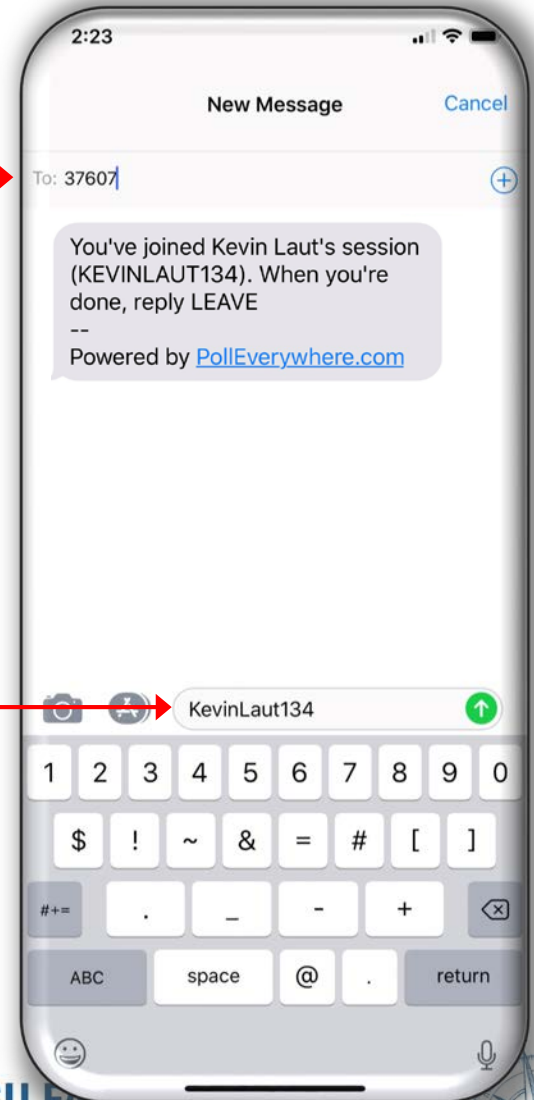 2:23
New Message Cancel
To: 37607
You've joined Kevin Laut's session
(KEVINLAUT134). When you're
done, reply LEAVE
--
Powered by PollEverywhere.com
KevinLaut134
1 2 3 4 5 6 7 8 9 0
$ ! ~ & = # [ ]
#+= . _ - +
ABC space @ . return